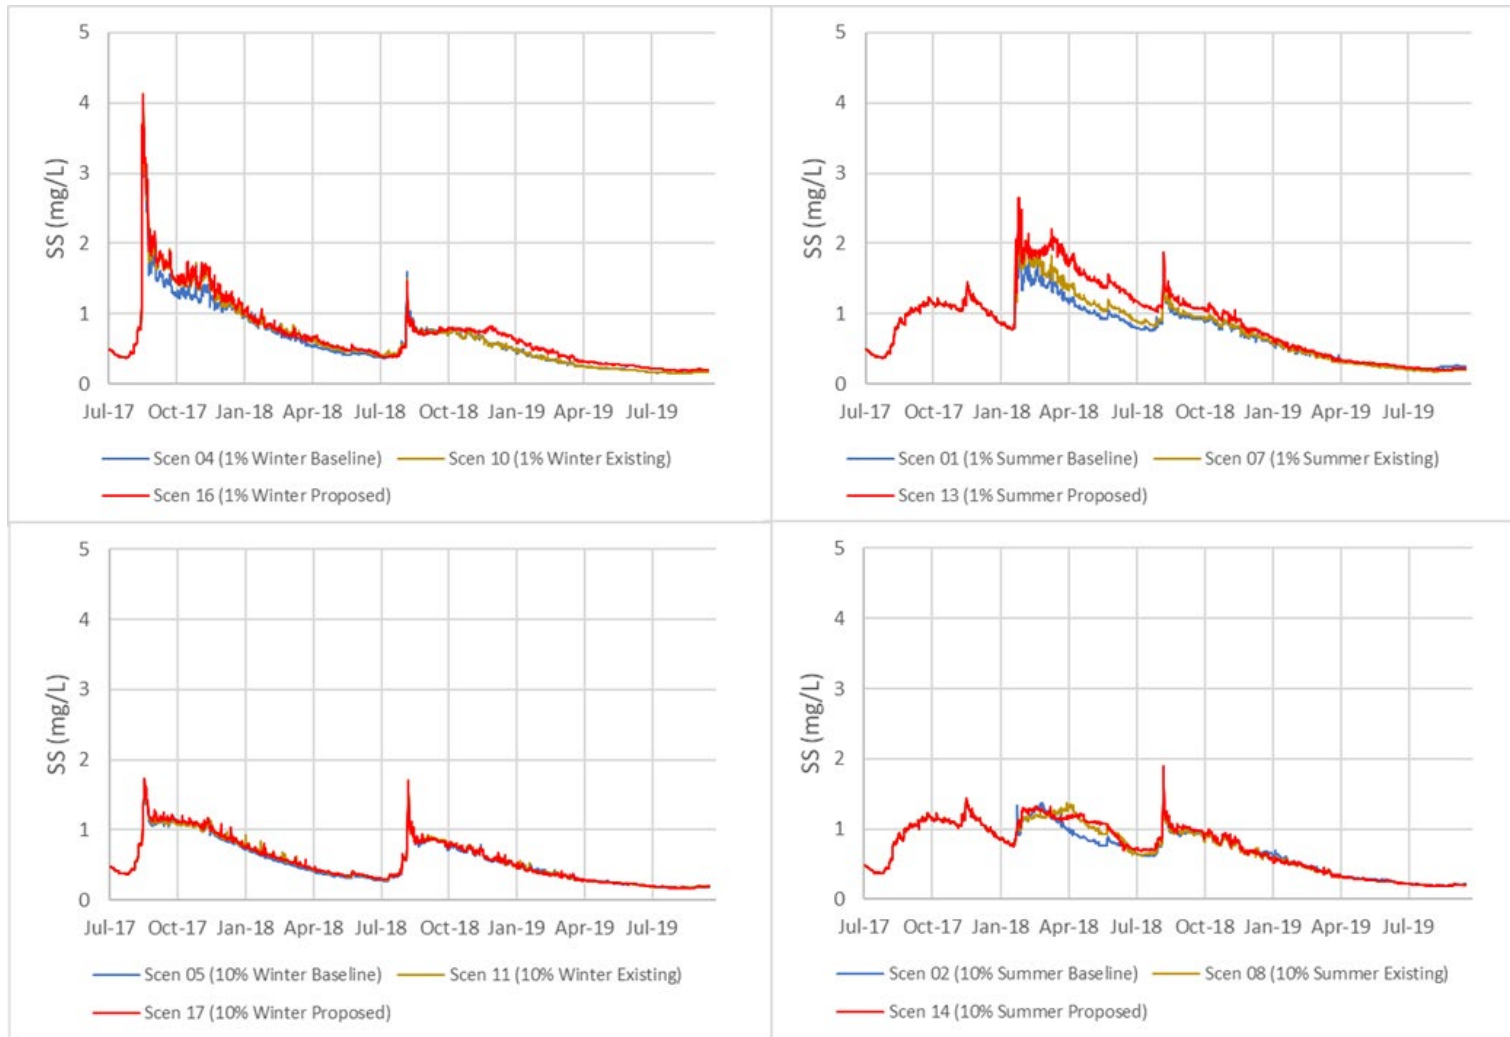 5
4
3
2
1
0
SS (mg/L)
Jul-17 Oct-17 Jan-18 Apr-18 Jul-18 Oct-18 Jan-19 Apr-19 Jul-19
Scen 04 (1% Winter Baseline) Scen 10 (1% Winter Existing)
Scen 16 (1% Winter Proposed)
5
4
3
2
1
0
SS (mg/L)
Jul-17 Oct-17 Jan-18 Apr-18 Jul-18 Oct-18 Jan-19 Apr-19 Jul-19
Scen 01 (1% Summer Baseline) Scen 07 (1% Summer Existing)
Scen 13 (1% Summer Proposed)
5
4
3
2
1
0
SS (mg/L)
Jul-17 Oct-17 Jan-18 Apr-18 Jul-18 Oct-18 Jan-19 Apr-19 Jul-19
Scen 05 (10% Winter Baseline) Scen 11 (10% Winter Existing)
Scen 17 (10% Winter Proposed)
5
4
3
2
1
0
SS (mg/L)
Jul-17 Oct-17 Jan-18 Apr-18 Jul-18 Oct-18 Jan-19 Apr-19 Jul-19
Scen 02 (10% Summer Baseline) Scen 08 (10% Summer Existing)
Scen 14 (10% Summer Proposed)